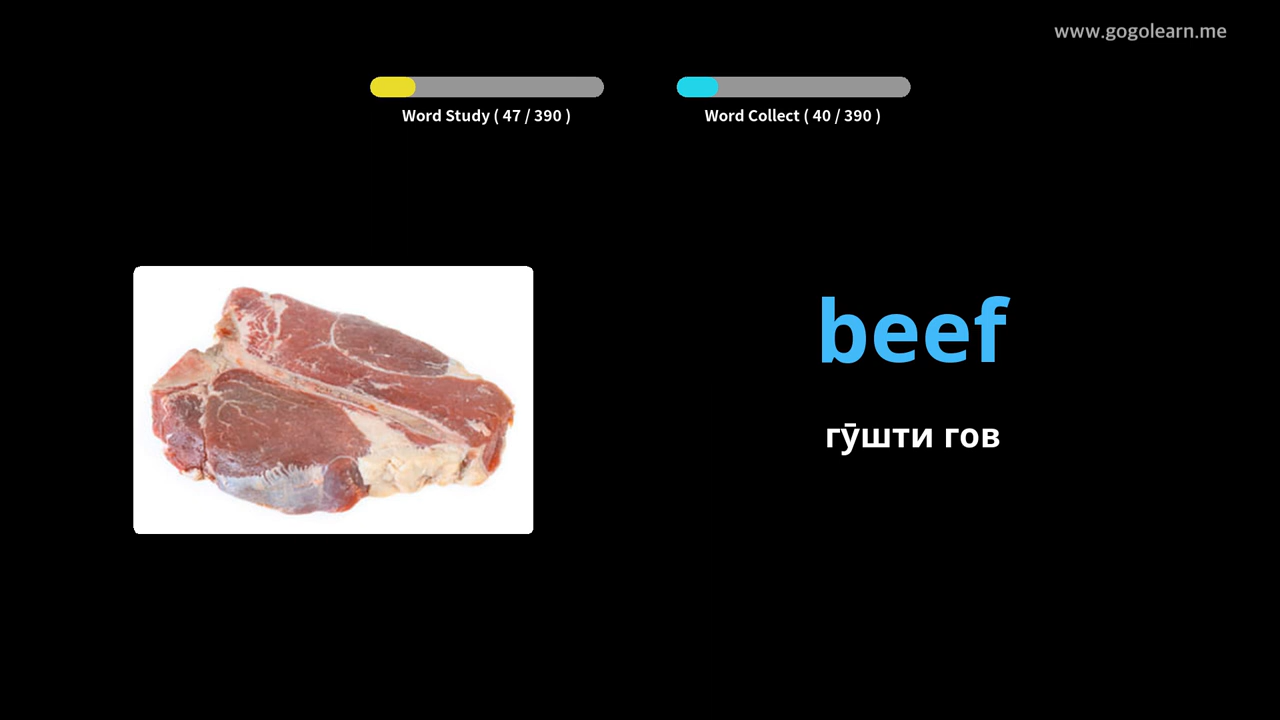 www.gogolearn.me
Word Study ( 47 / 390 )
Word Collect ( 40 / 390 )
beef
гӯшти гов